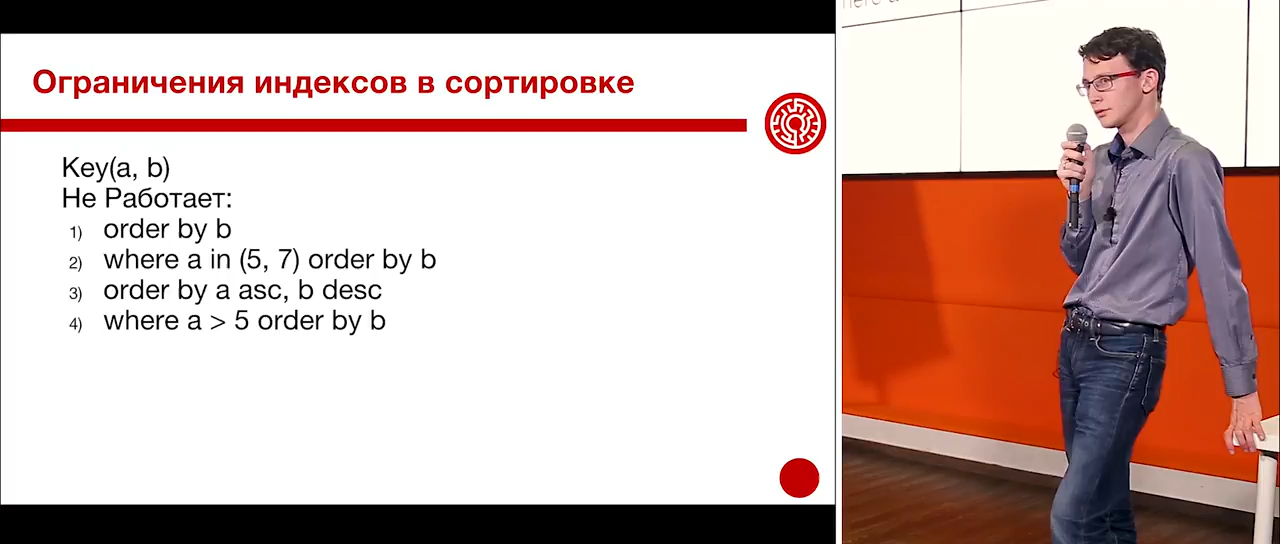 Ограничения индексов в сортировке
Key(a, b)
Не Работает:
1) order by b
2) where a in (5, 7) order by b
3) order by a asc, b desc
4) where a > 5 order by b